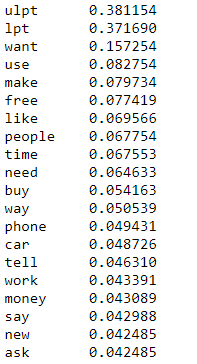 ulpt 0.381154
lpt 0.371690
want 0.157254
use 0.082754
make 0.079734
free 0.077419
like 0.069566
people 0.067754
time 0.067553
need 0.064633
buy 0.054163
way 0.050539
phone 0.049431
car 0.048726
tell 0.046310
work 0.043391
money 0.043089
say 0.042988
new 0.042485
ask 0.042485